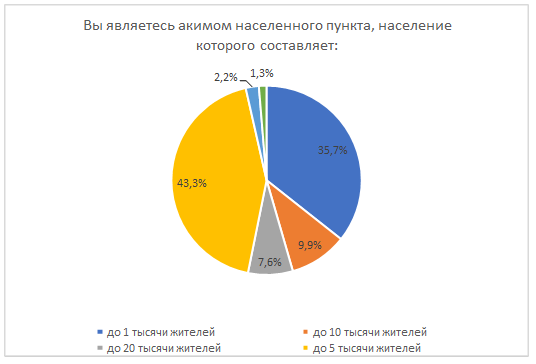 Вы являетесь акимом населенного пункта, население
которого составляет:
2,2%
1,3%
35,7%
43,3%
9,9%
7,6%
до 1 тысячи жителей
до 10 тысячи жителей
до 20 тысячи жителей
до 5 тысячи жителей